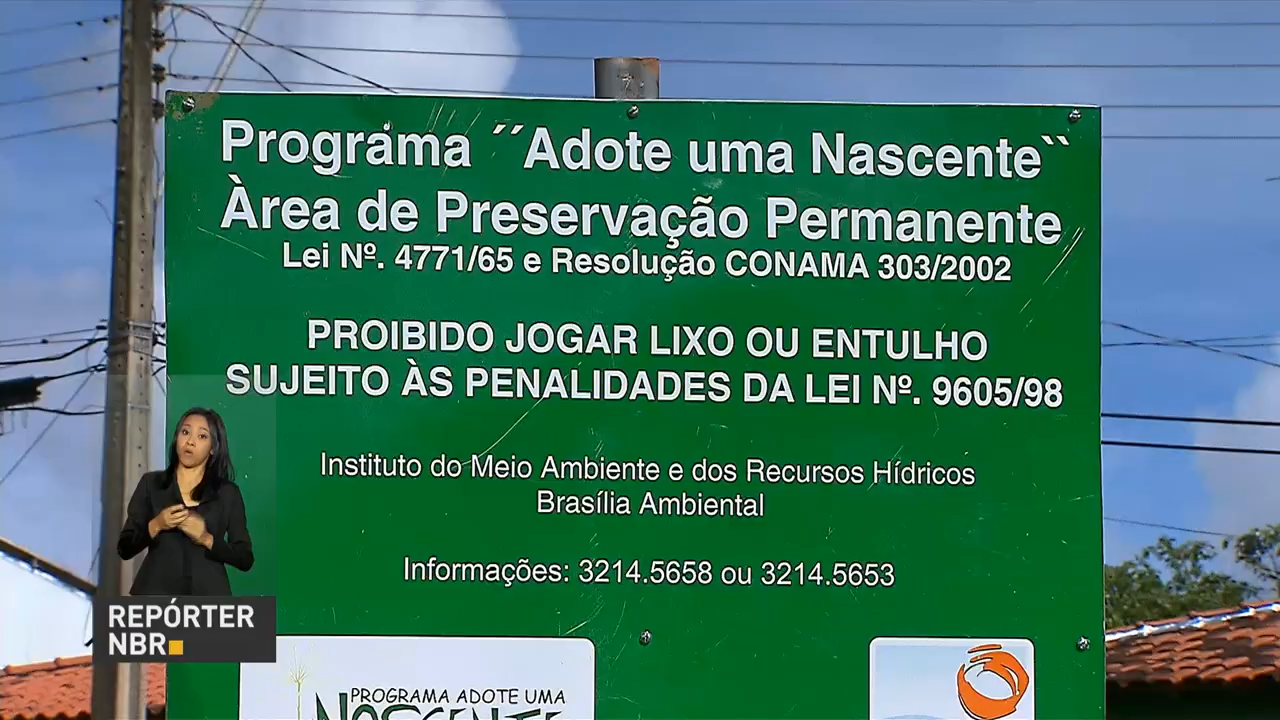 Programa ´´Adote uma Nascente``
Àrea de Preservação Permanente
Lei Nº. 4771/65 e Resolução CONAMA 303/2002
PROIBIDO JOGAR LIXO OU ENTULHO
SUJEITO ÀS PENALIDADES DA LEI Nº. 9605/98
Instituto do Meio Ambiente e dos Recursos Hídricos
Brasília Ambiental
Informações: 3214.5658 ou 3214.5653
REPÓRTER
NBR
PROGRAMA ADOTE UMA
NASCENTE